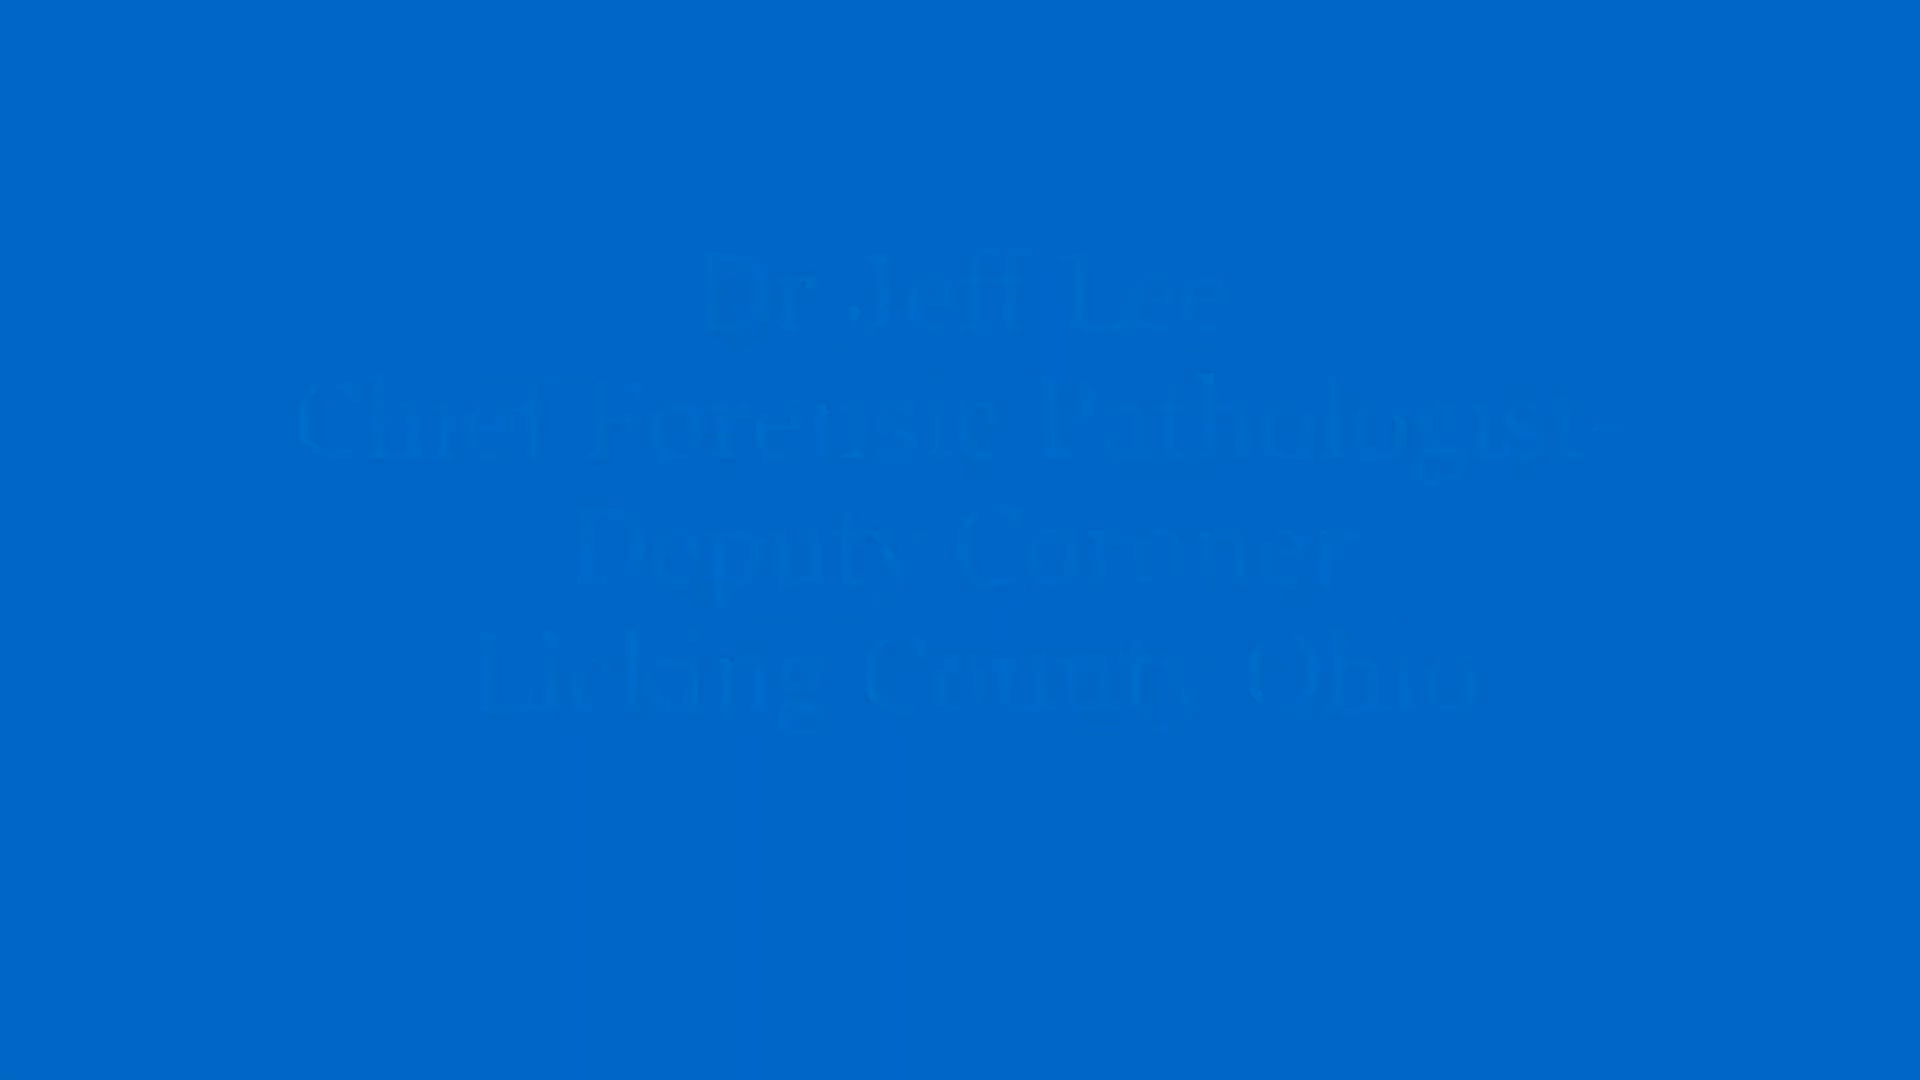 Dr Jeff Lee
Chief Forensic Pathologist
Deputy Coroner
Licking County Ohio